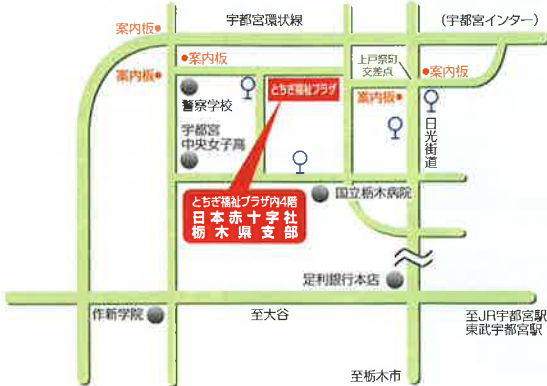 案内板
宇都宮環状線
(宇都宮インター)
案内板
案内板
上戸祭町
交差点
案内板
とちぎ福祉プラザ
案内板
警察学校
宇都宮
中央女子高
日光街道
国立栃木病院
とちぎ福祉プラザ内4階
日本赤十字社
栃木県支部
足利銀行本店
作新学院
至大谷
至JR宇都宮駅
東武宇都宮駅
至栃木市